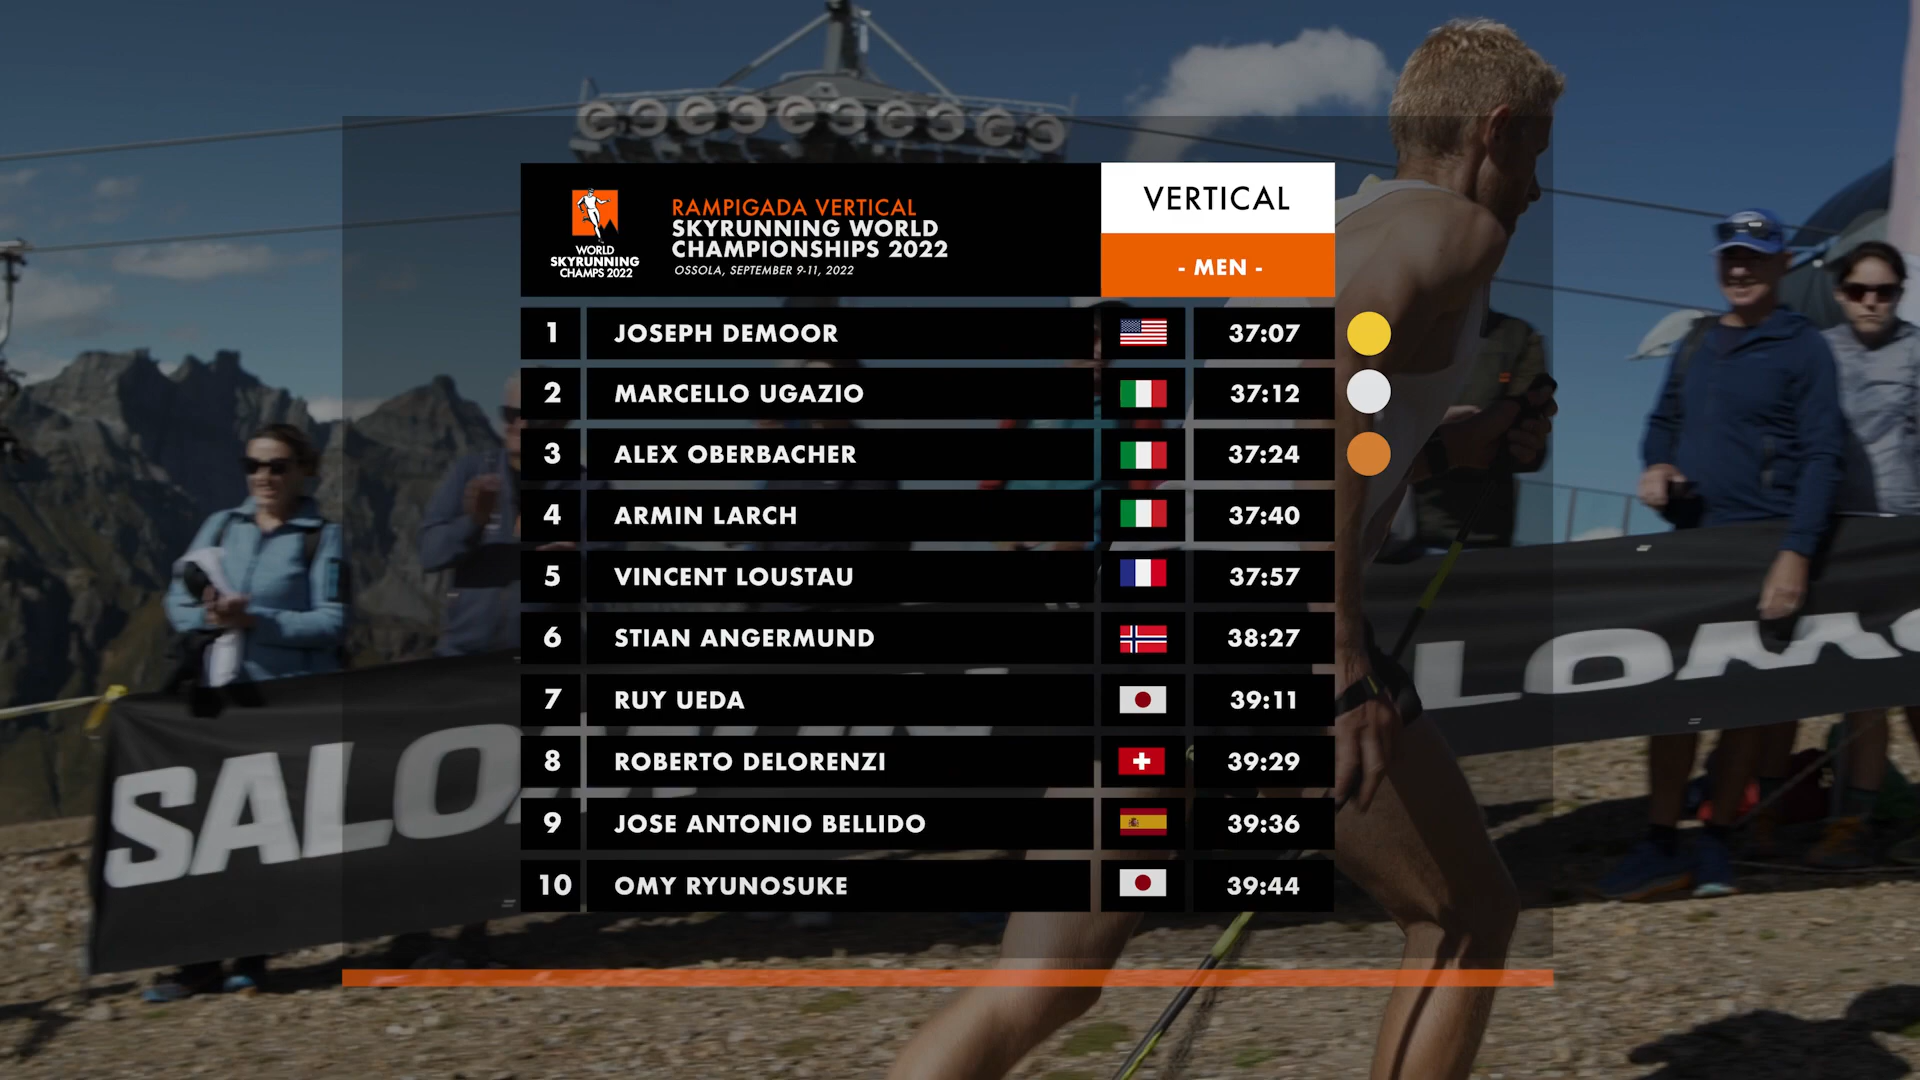 WORLD
SKYRUNNING
CHAMPS 2022
RAMPIGADA VERTICAL
SKYRUNNING WORLD
CHAMPIONSHIPS 2022
OSSOLA, SEPTEMBER 9-11, 2022
VERTICAL
- MEN -
1 JOSEPH DEMOOR 37:07
2 MARCELLO UGAZIO 37:12
3 ALEX OBERBACHER 37:24
4 ARMIN LARCH 37:40
5 VINCENT LOUSTAU 37:57
6 STIAN ANGERMUND 38:27
7 RUY UEDA 39:11
8 ROBERTO DELORENZI 39:29
9 JOSE ANTONIO BELLIDO 39:36
10 OMY RYUNOSUKE 39:44
SALOMON